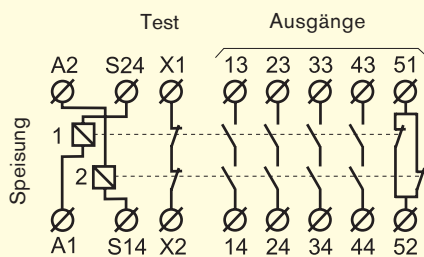 Test Ausgänge
A2 S24 X1 13 23 33 43 51
1
Speisung
2
A1 S14 X2 14 24 34 44 52